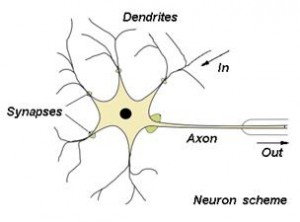 Dendrites
In
Synapses
Axon
Out
Neuron scheme